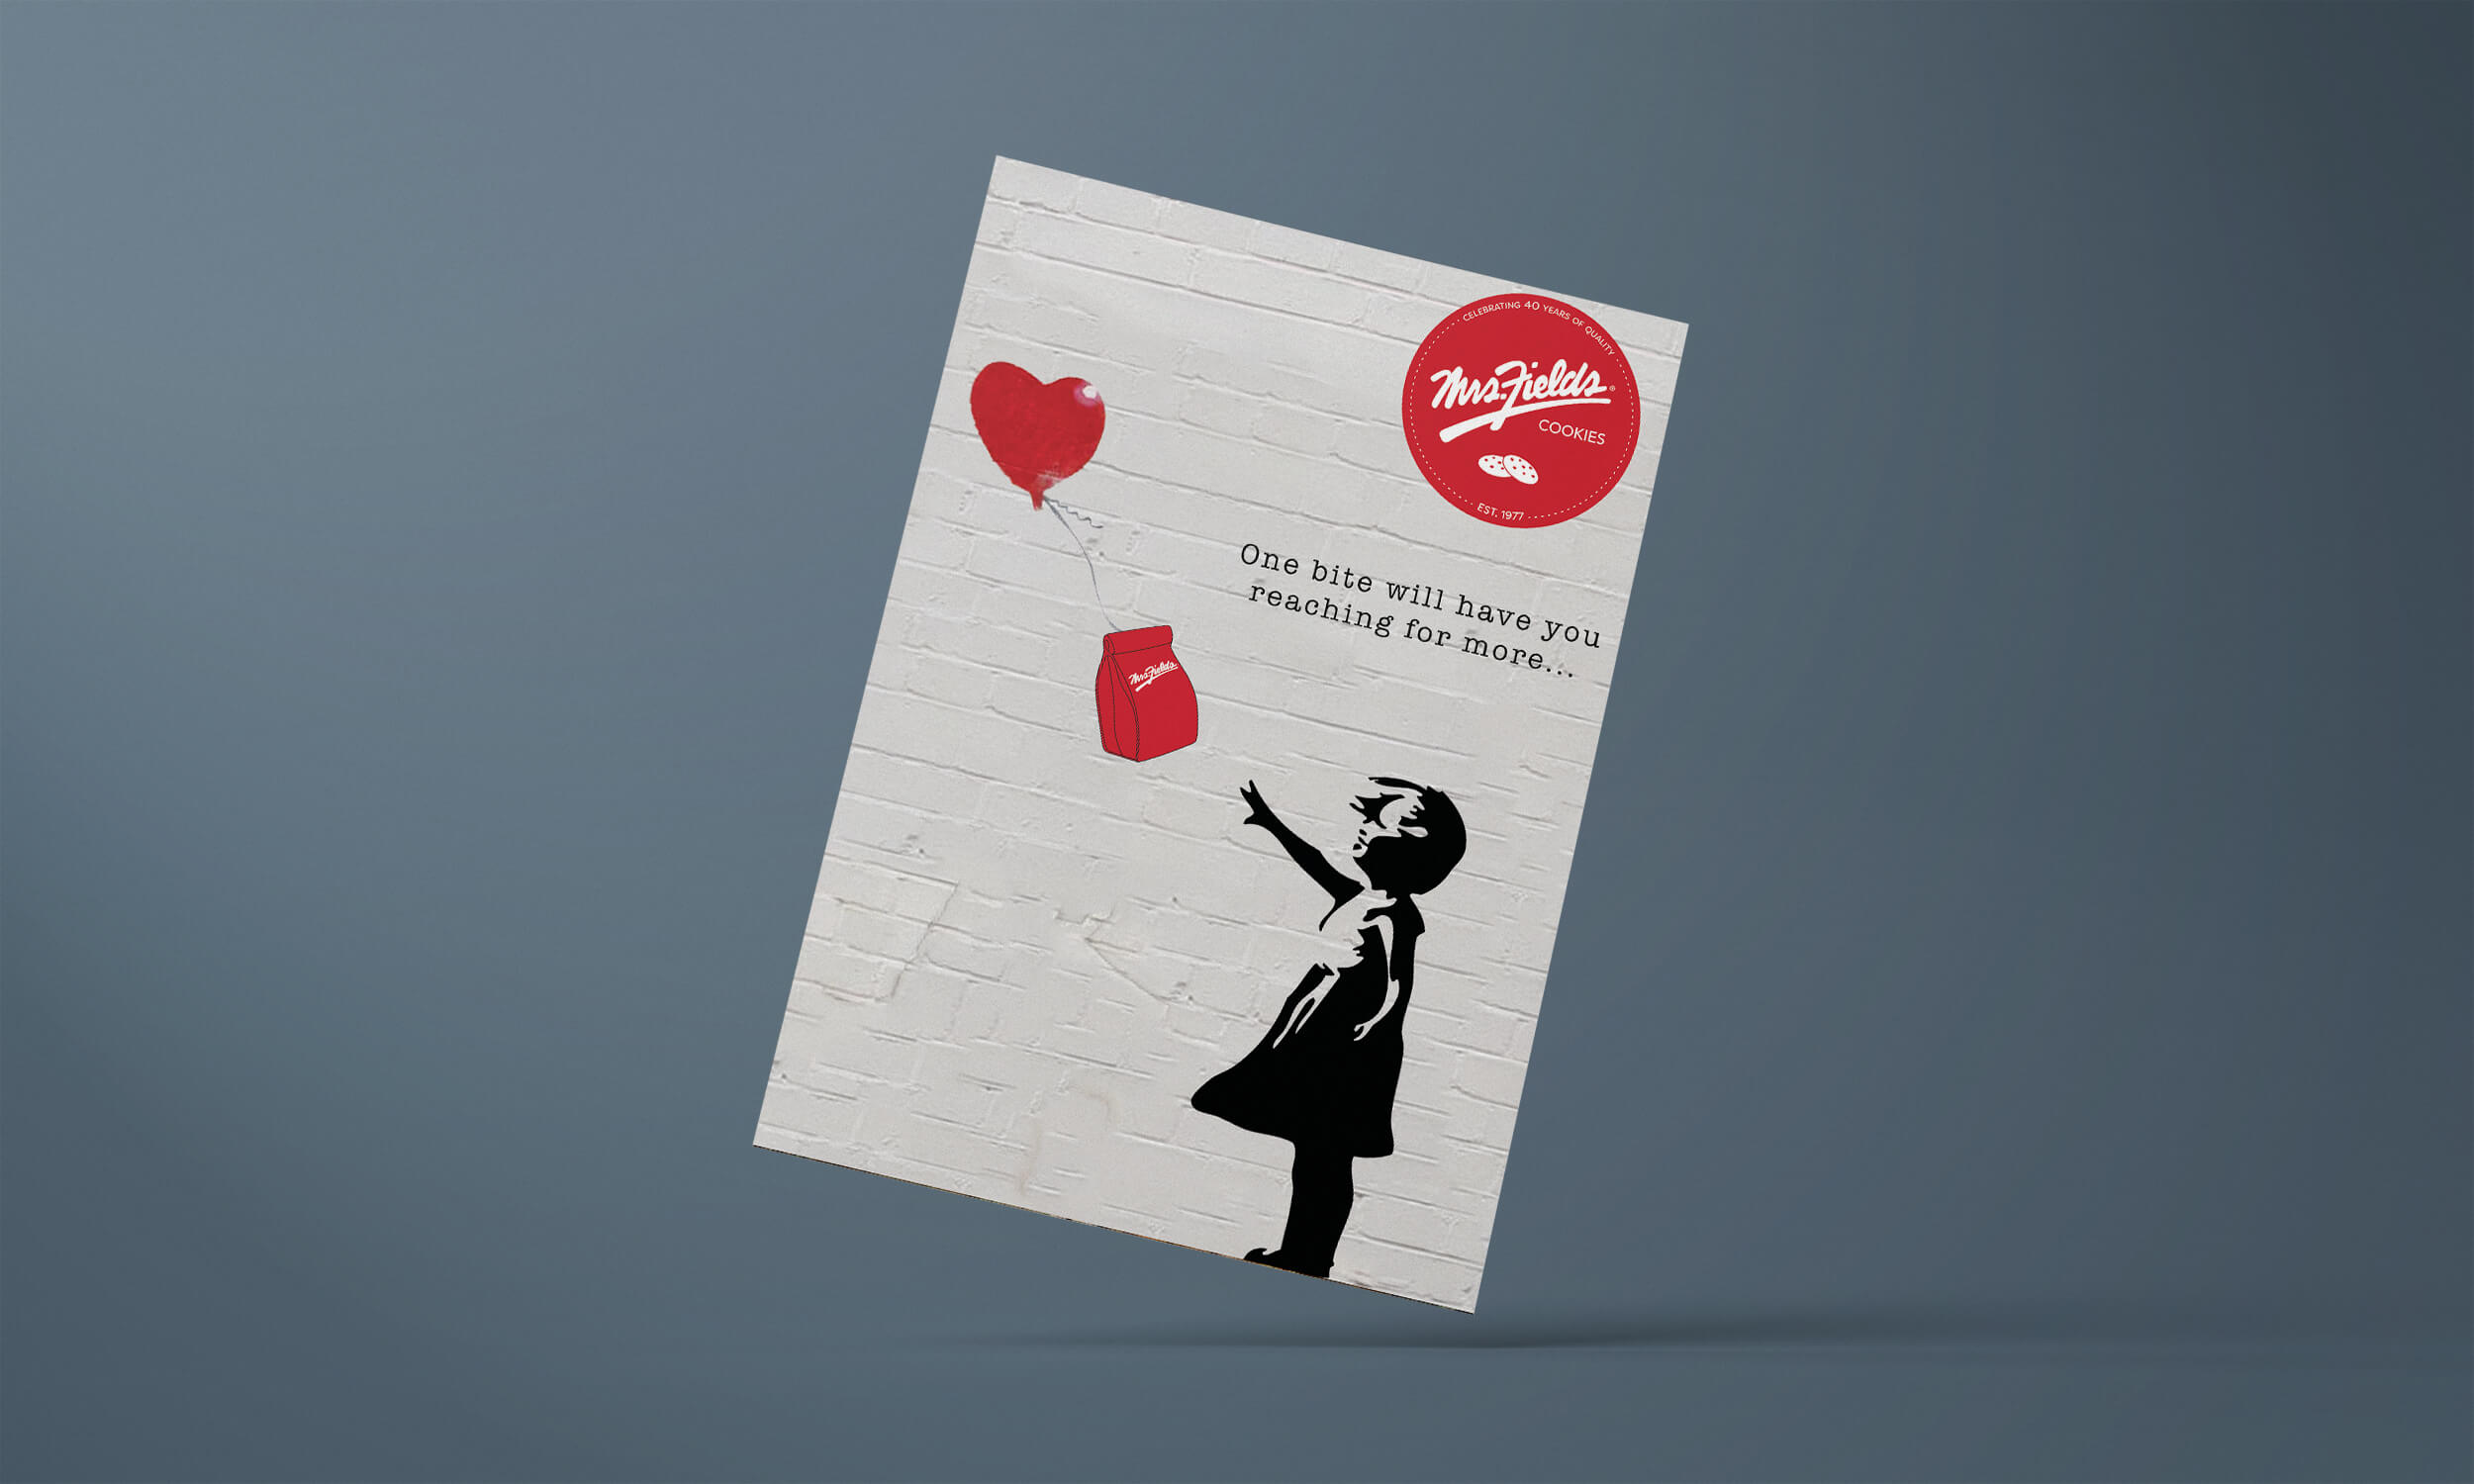 CELEBRATING 40 YEARS OF QUALITY
Mrs. Fields®
COOKIES
EST. 1977
One bite will have you
reaching for more...
Mrs. Fields